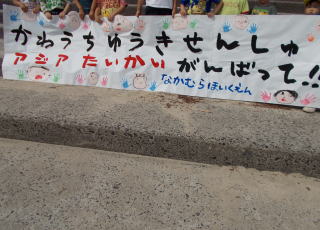 かわうちゆうきせんしゅ
アジアたいかい がんばって!!
なかむらほいくえん